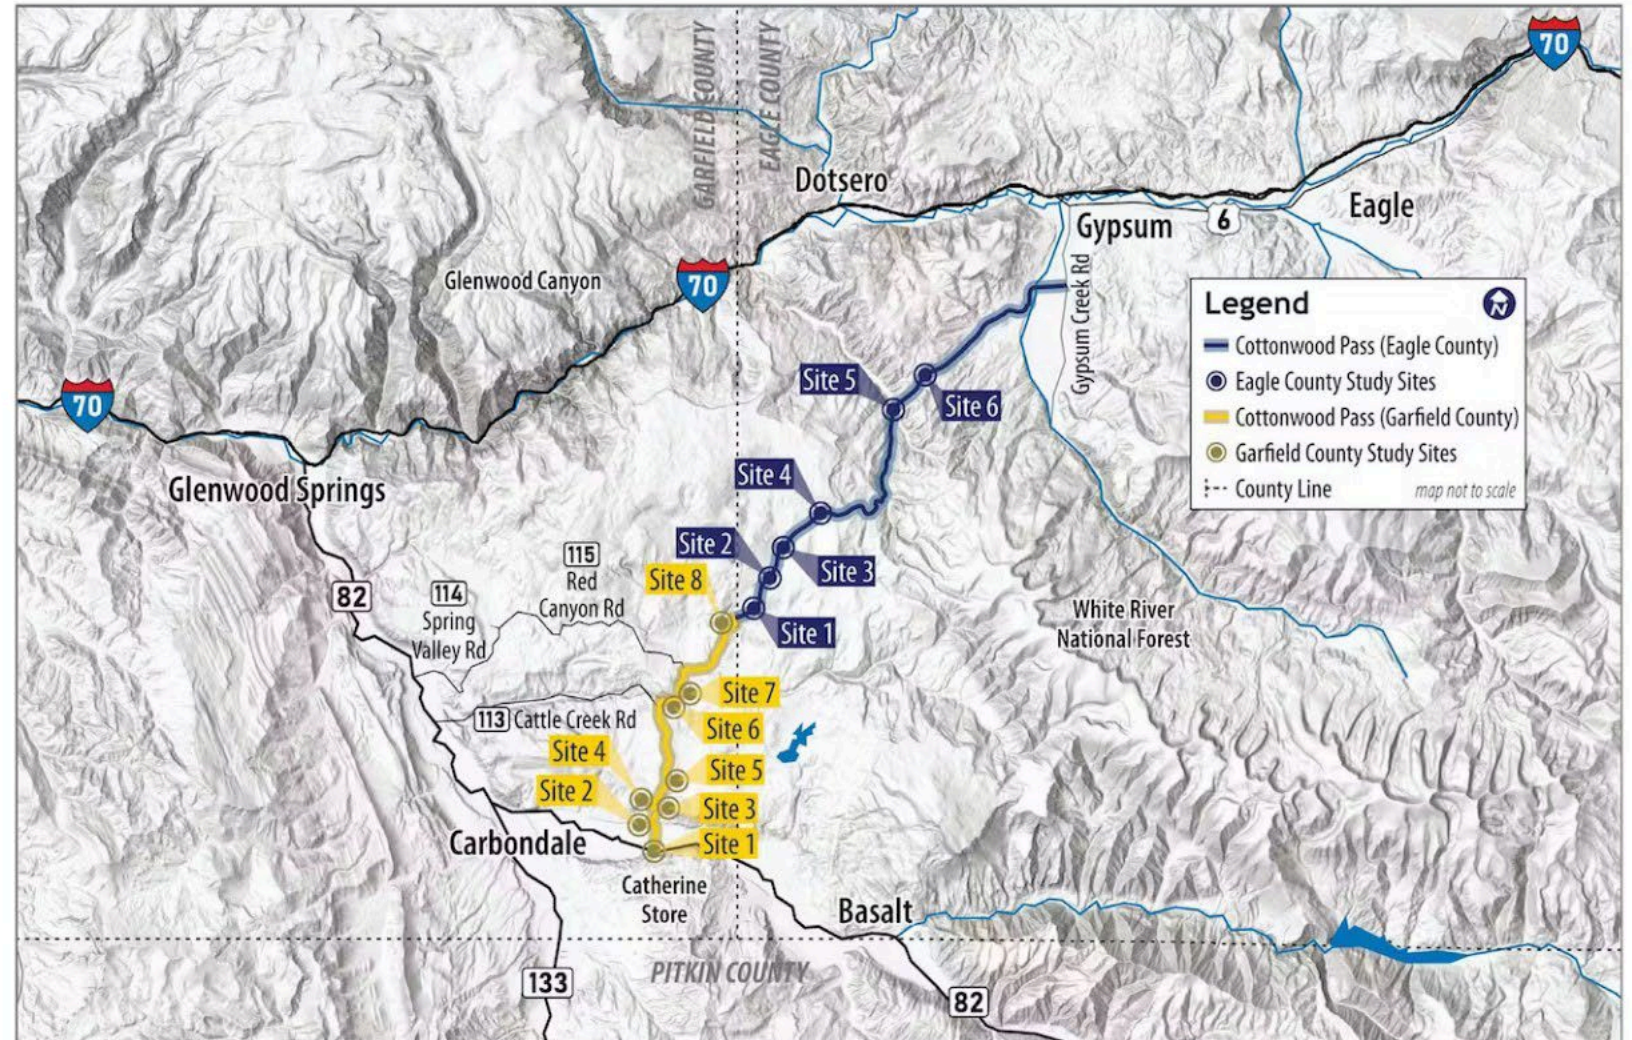 70
GARFIELD COUNTY
EAGLE COUNTY
Dotsero
Eagle
Gypsum
6
Glenwood Canyon
70
Gypsum Creek Rd
Legend
N
Cottonwood Pass (Eagle County)
Eagle County Study Sites
Cottonwood Pass (Garfield County)
Garfield County Study Sites
County Line
map not to scale
70
Site 5
Site 6
Glenwood Springs
Site 4
Site 2
Site 3
Site 8
Site 1
115
Red
Canyon Rd
82
114
Spring
Valley Rd
White River
National Forest
Site 7
113 Cattle Creek Rd
Site 6
Site 4
Site 5
Site 2
Site 3
Site 1
Carbondale
Catherine
Store
Basalt
PITKIN COUNTY
133
82